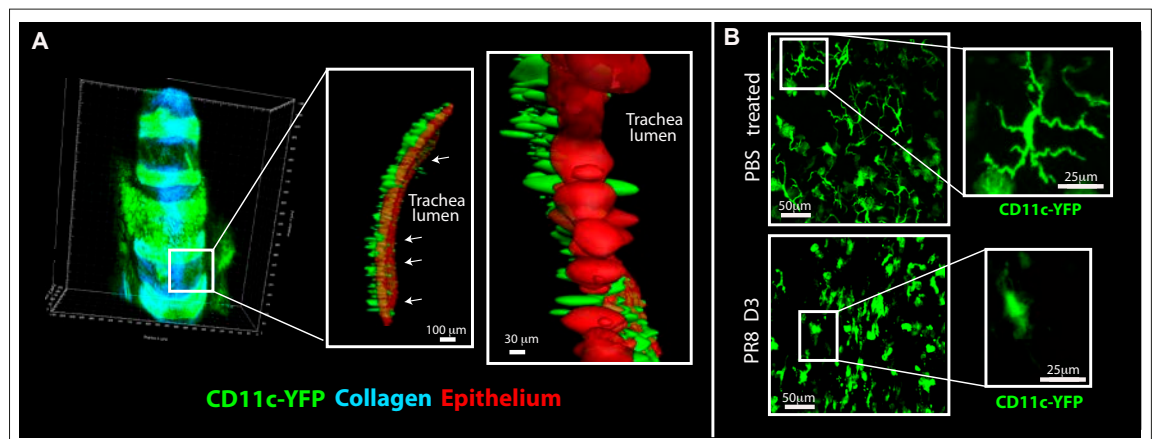 A
Trachea
lumen
100 µm
Trachea
lumen
30 µm
CD11c-YFP Collagen Epithelium
B
PBS treated
50µm
25µm
CD11c-YFP
PR8 D3
50µm
25µm
CD11c-YFP